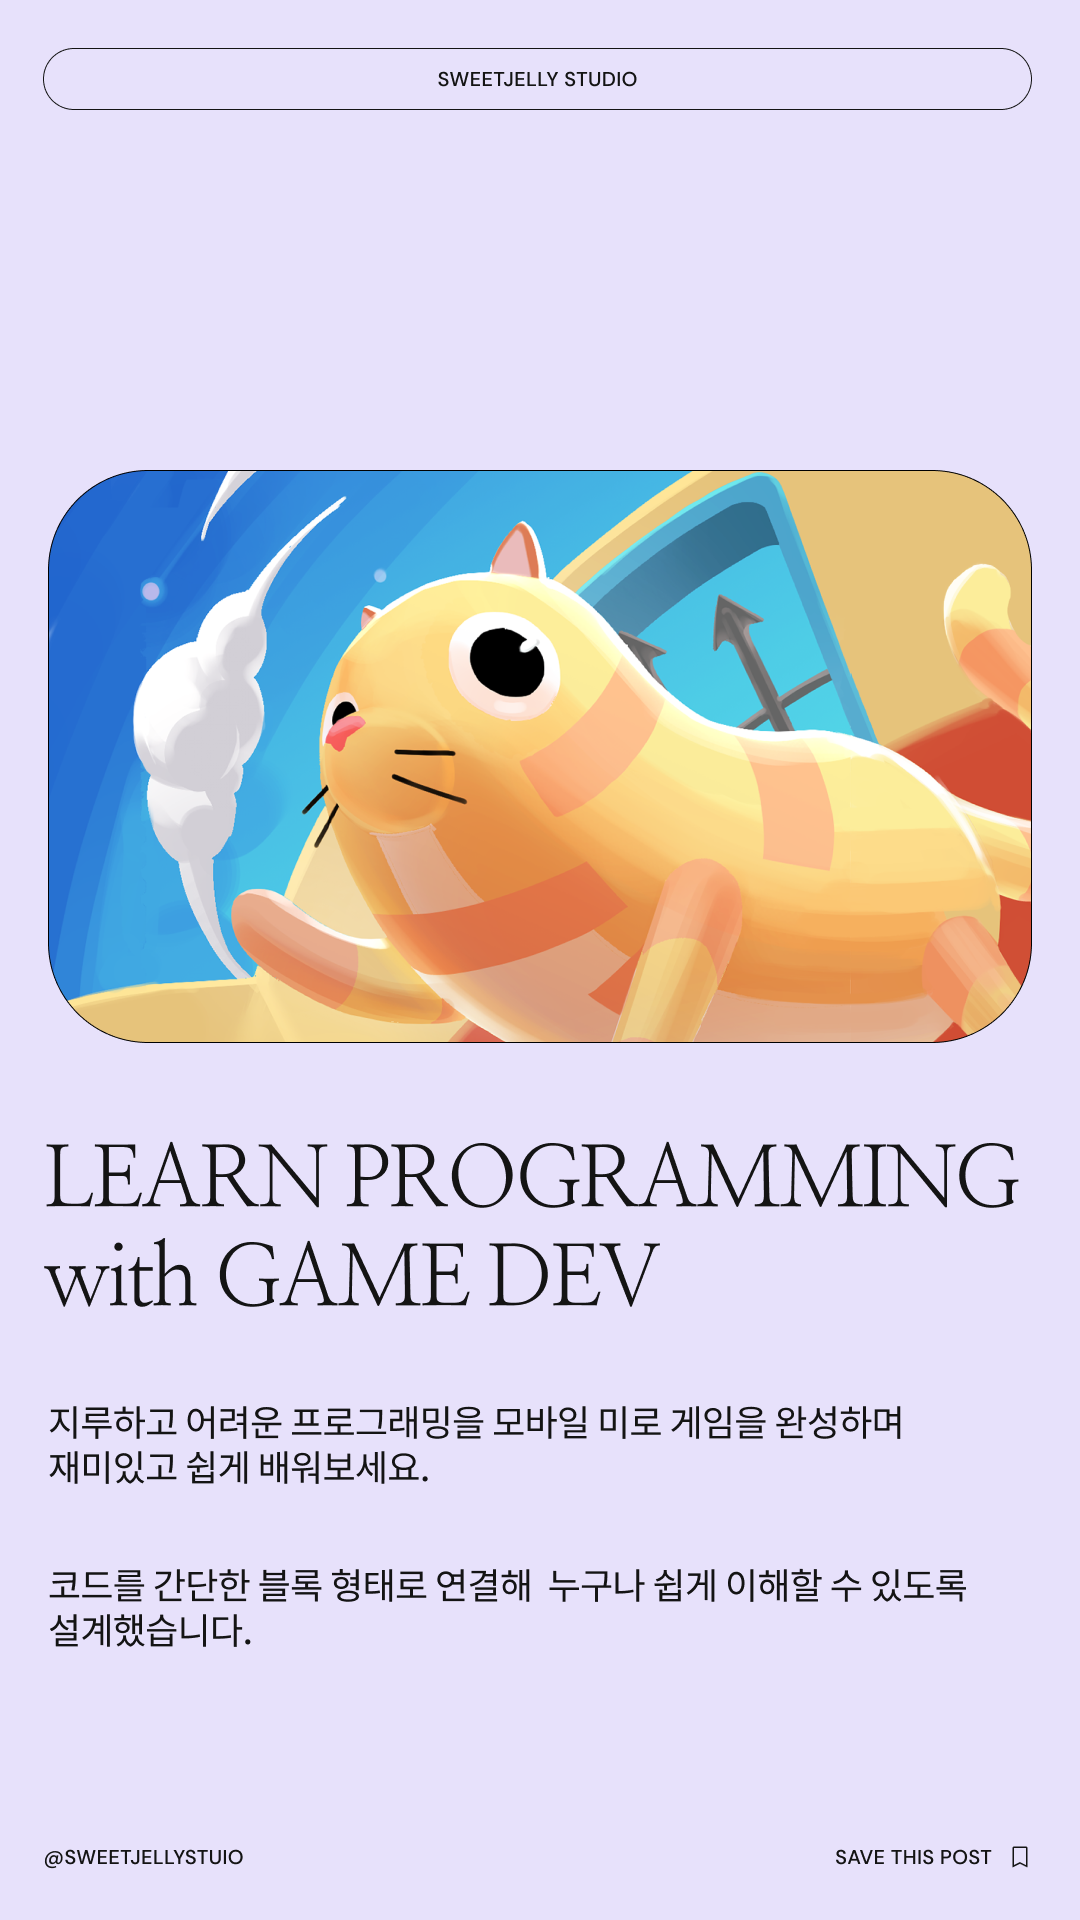 SWEETJELLY STUDIO
LEARN PROGRAMMING
with GAME DEV
지루하고 어려운 프로그래밍을 모바일 미로 게임을 완성하며
재미있고 쉽게 배워보세요.
코드를 간단한 블록 형태로 연결해  누구나 쉽게 이해할 수 있도록
설계했습니다.
@SWEETJELLYSTUIO
SAVE THIS POST